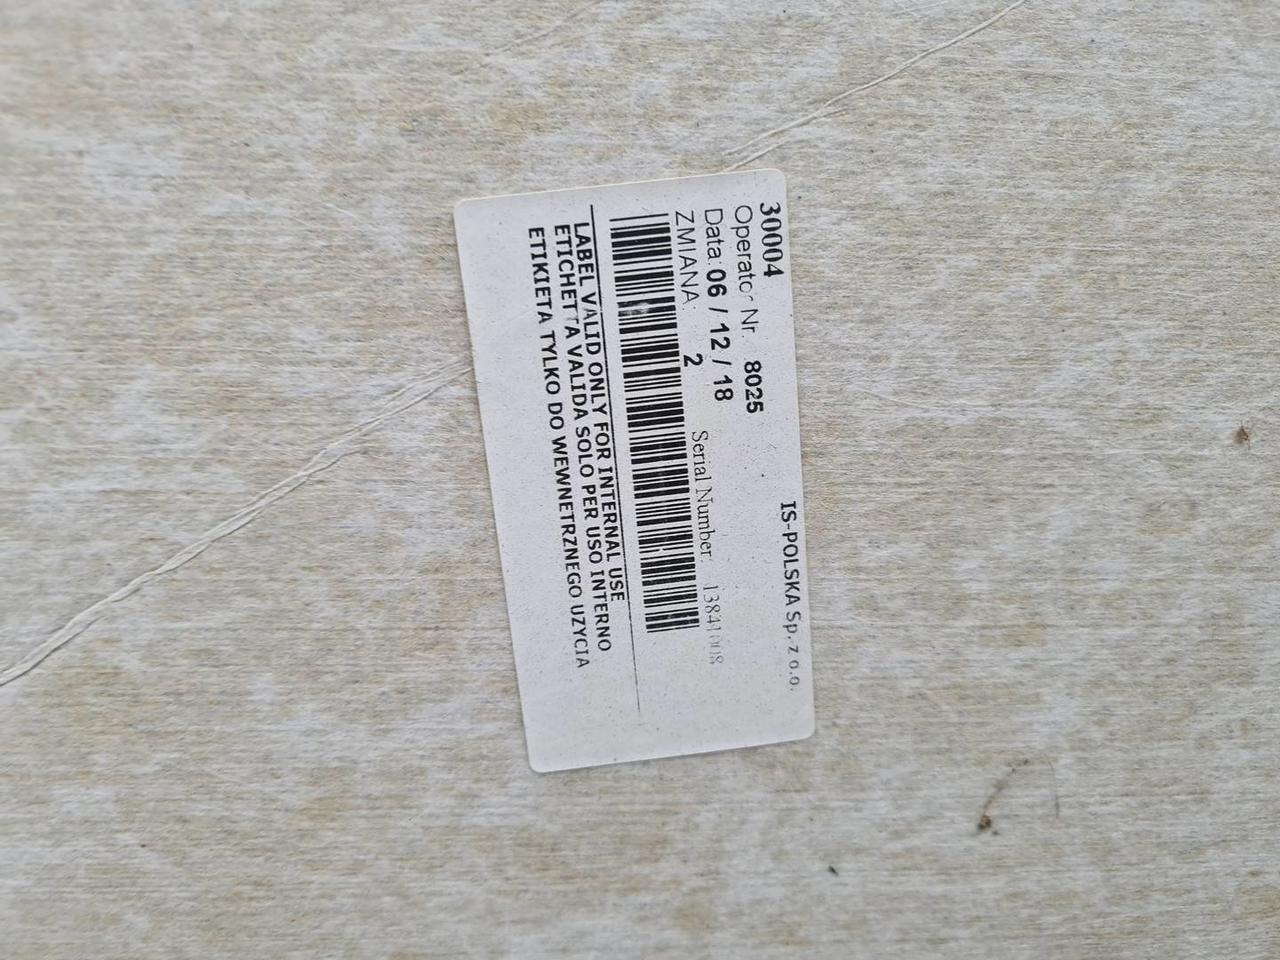 30004 IS-POLSKA Sp. z o.o.
Operator Nr. 8025
Data: 06 / 12 / 18
ZMIANA. 2 Serial Number.
LABEL VALID ONLY FOR INTERNAL USE
ETICHETTA VALIDA SOLO PER USO INTERNO
ETIKIETA TYLKO DO WEWNETRZNEGO UZYCIA